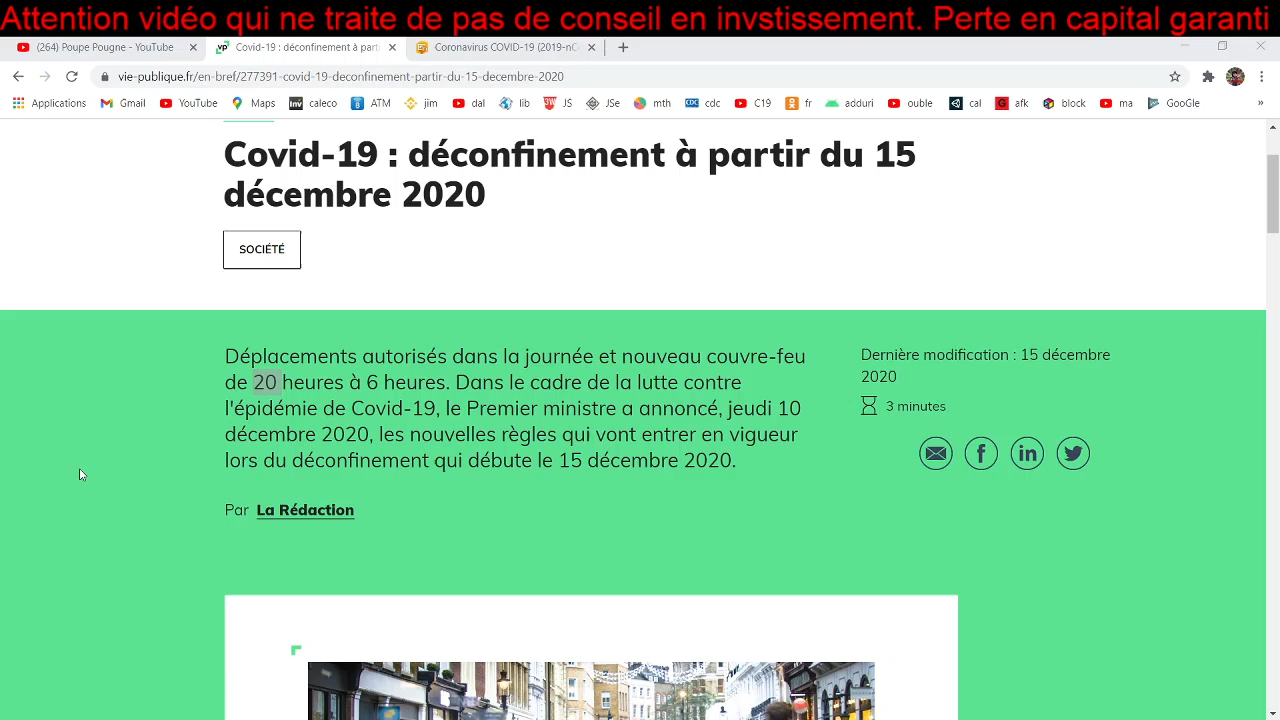 Attention vidéo qui ne traite de pas de conseil en invstissement. Perte en capital garanti
(264) Poupe Pougne - YouTube
Covid-19 : déconfinement à parti
Coronavirus COVID-19 (2019-nC
vie-publique.fr/en-bref/277391-covid-19-deconfinement-partir-du-15-decembre-2020
Applications Gmail YouTube Maps caleco ATM jim dal lib JS JSe mth cdc C19 fr adduri ouble cal afk block ma GooGle »
Covid-19 : déconfinement à partir du 15
décembre 2020
SOCIÉTÉ
Déplacements autorisés dans la journée et nouveau couvre-feu
de 20 heures à 6 heures. Dans le cadre de la lutte contre
l'épidémie de Covid-19, le Premier ministre a annoncé, jeudi 10
décembre 2020, les nouvelles règles qui vont entrer en vigueur
lors du déconfinement qui débute le 15 décembre 2020.
Par La Rédaction
Dernière modification : 15 décembre
2020
3 minutes